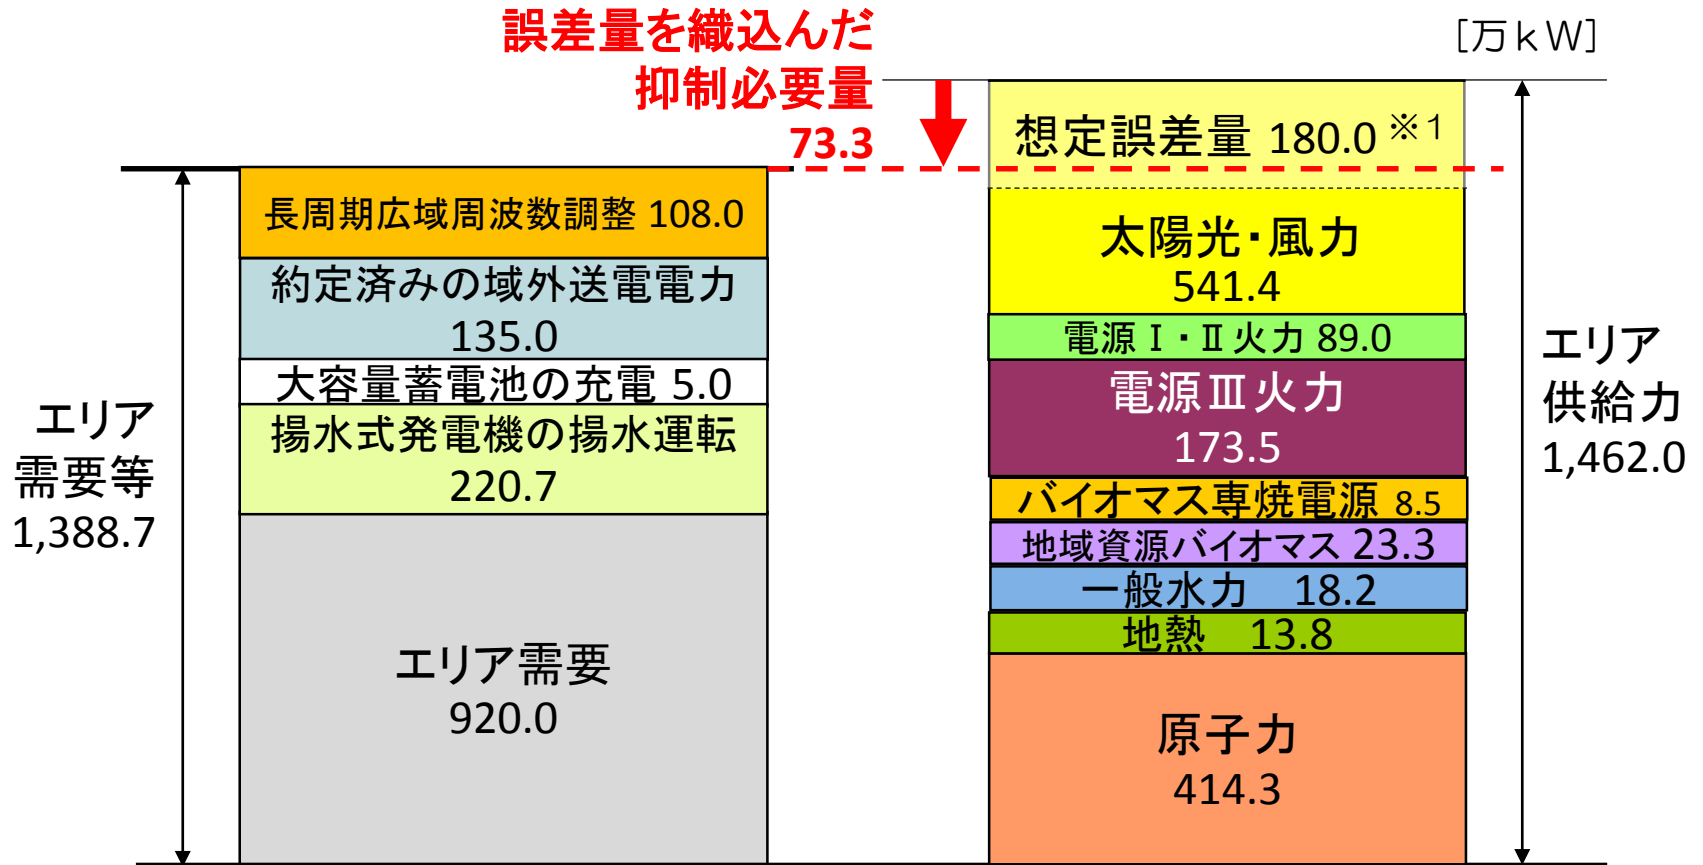 誤差量を織込んだ
抑制必要量
73.3
[万kW]
エリア
需要等
1,388.7
長周期広域周波数調整 108.0
約定済みの域外送電電力
135.0
大容量蓄電池の充電 5.0
揚水式発電機の揚水運転
220.7
エリア需要
920.0
想定誤差量 180.0 ※1
太陽光・風力
541.4
電源Ⅰ・Ⅱ火力 89.0
電源Ⅲ火力
173.5
バイオマス専焼電源 8.5
地域資源バイオマス 23.3
一般水力 18.2
地熱 13.8
原子力
414.3
エリア
供給力
1,462.0